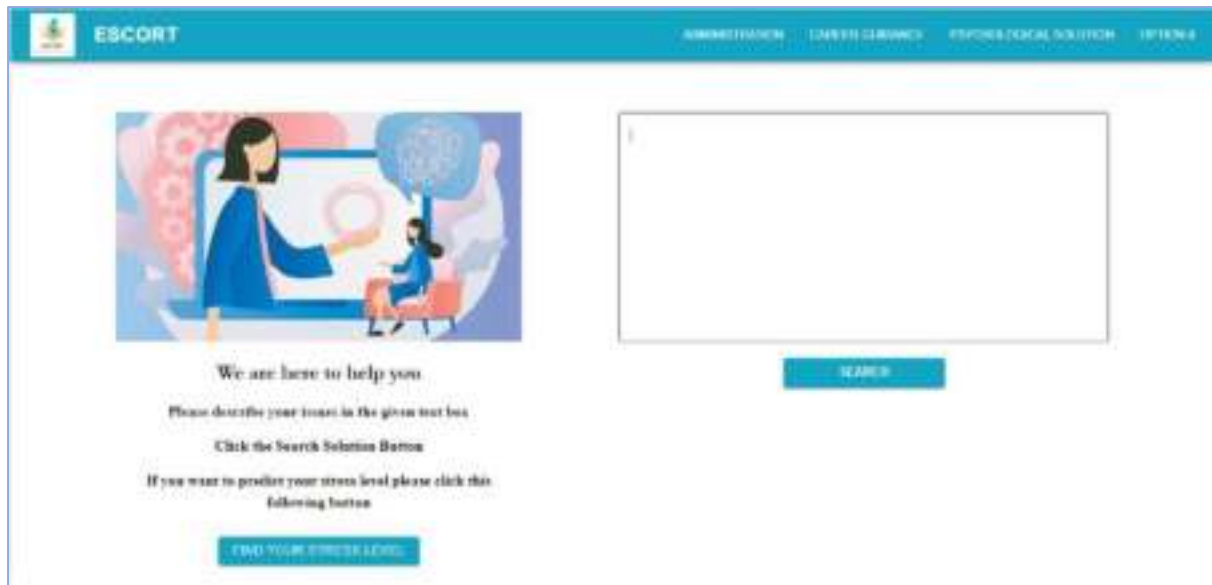 ESCORT
ADMINISTRATION CAREER GUIDANCE PSYCHOLOGICAL SOLUTION OPTION 4
We are here to help you
Please describe your issues in the given text box
Click the Search Solution Button
If you want to predict your stress level please click this
following button
FIND YOUR STRESS LEVEL
SEARCH